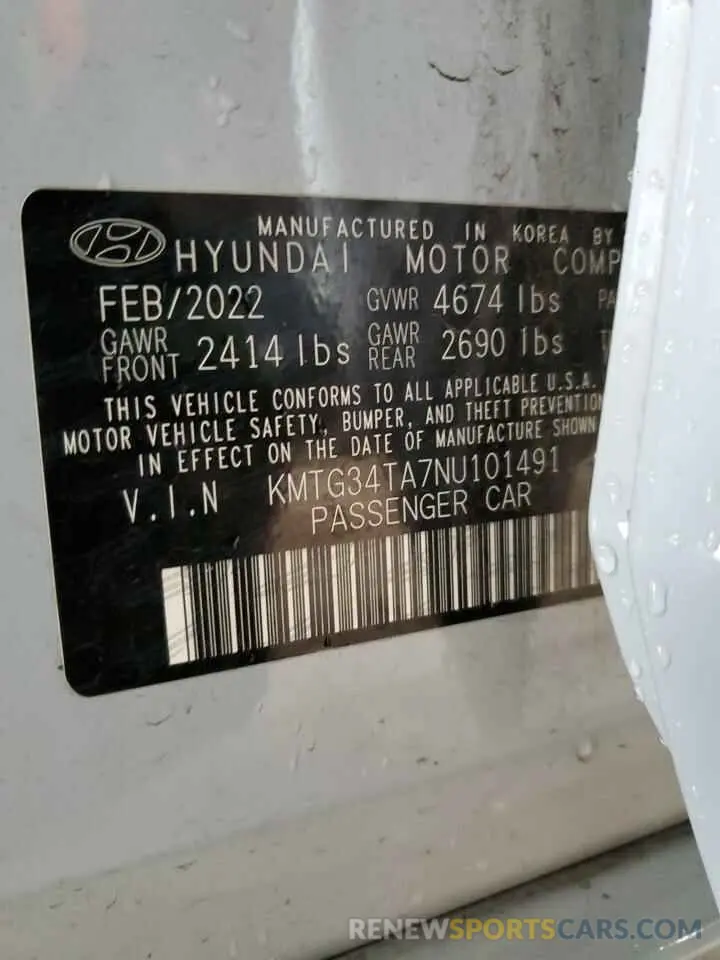 MANUFACTURED IN KOREA BY
HYUNDAI MOTOR COMP
FEB/2022 GVWR 4674 lbs PA
GAWR FRONT 2414 lbs GAWR REAR 2690 lbs
THIS VEHICLE CONFORMS TO ALL APPLICABLE U.S.A.
MOTOR VEHICLE SAFETY, BUMPER, AND THEFT PREVENTION
IN EFFECT ON THE DATE OF MANUFACTURE SHOWN
V.I.N KMTG34TA7NU101491
PASSENGER CAR
RENEWSPORTSCARS.COM